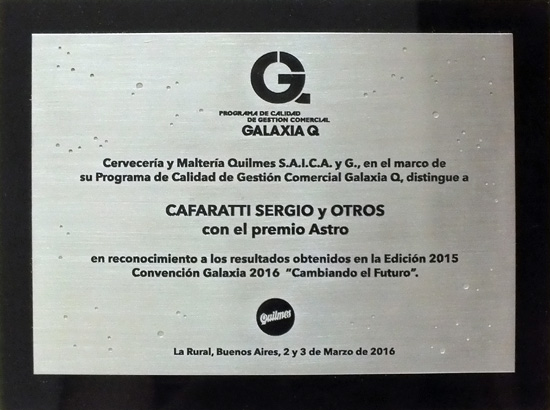 Q
PROGRAMA DE CALIDAD
DE GESTIÓN COMERCIAL
GALAXIA Q
Cervecería y Maltería Quilmes S.A.I.C.A. y G., en el marco de
su Programa de Calidad de Gestión Comercial Galaxia Q, distingue a
CAFARATTI SERGIO y OTROS
con el premio Astro
en reconocimiento a los resultados obtenidos en la Edición 2015
Convención Galaxia 2016 "Cambiando el Futuro".
Quilmes
La Rural, Buenos Aires, 2 y 3 de Marzo de 2016